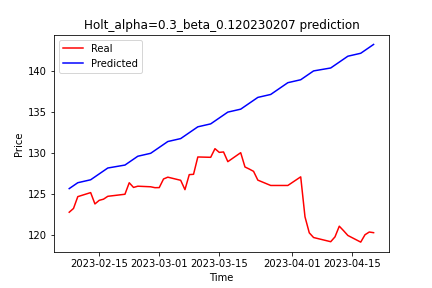 Holt_alpha=0.3_beta_0.120230207 prediction
Real
Predicted
140
135
130
125
120
Price
2023-02-15 2023-03-01 2023-03-15 2023-04-01 2023-04-15
Time